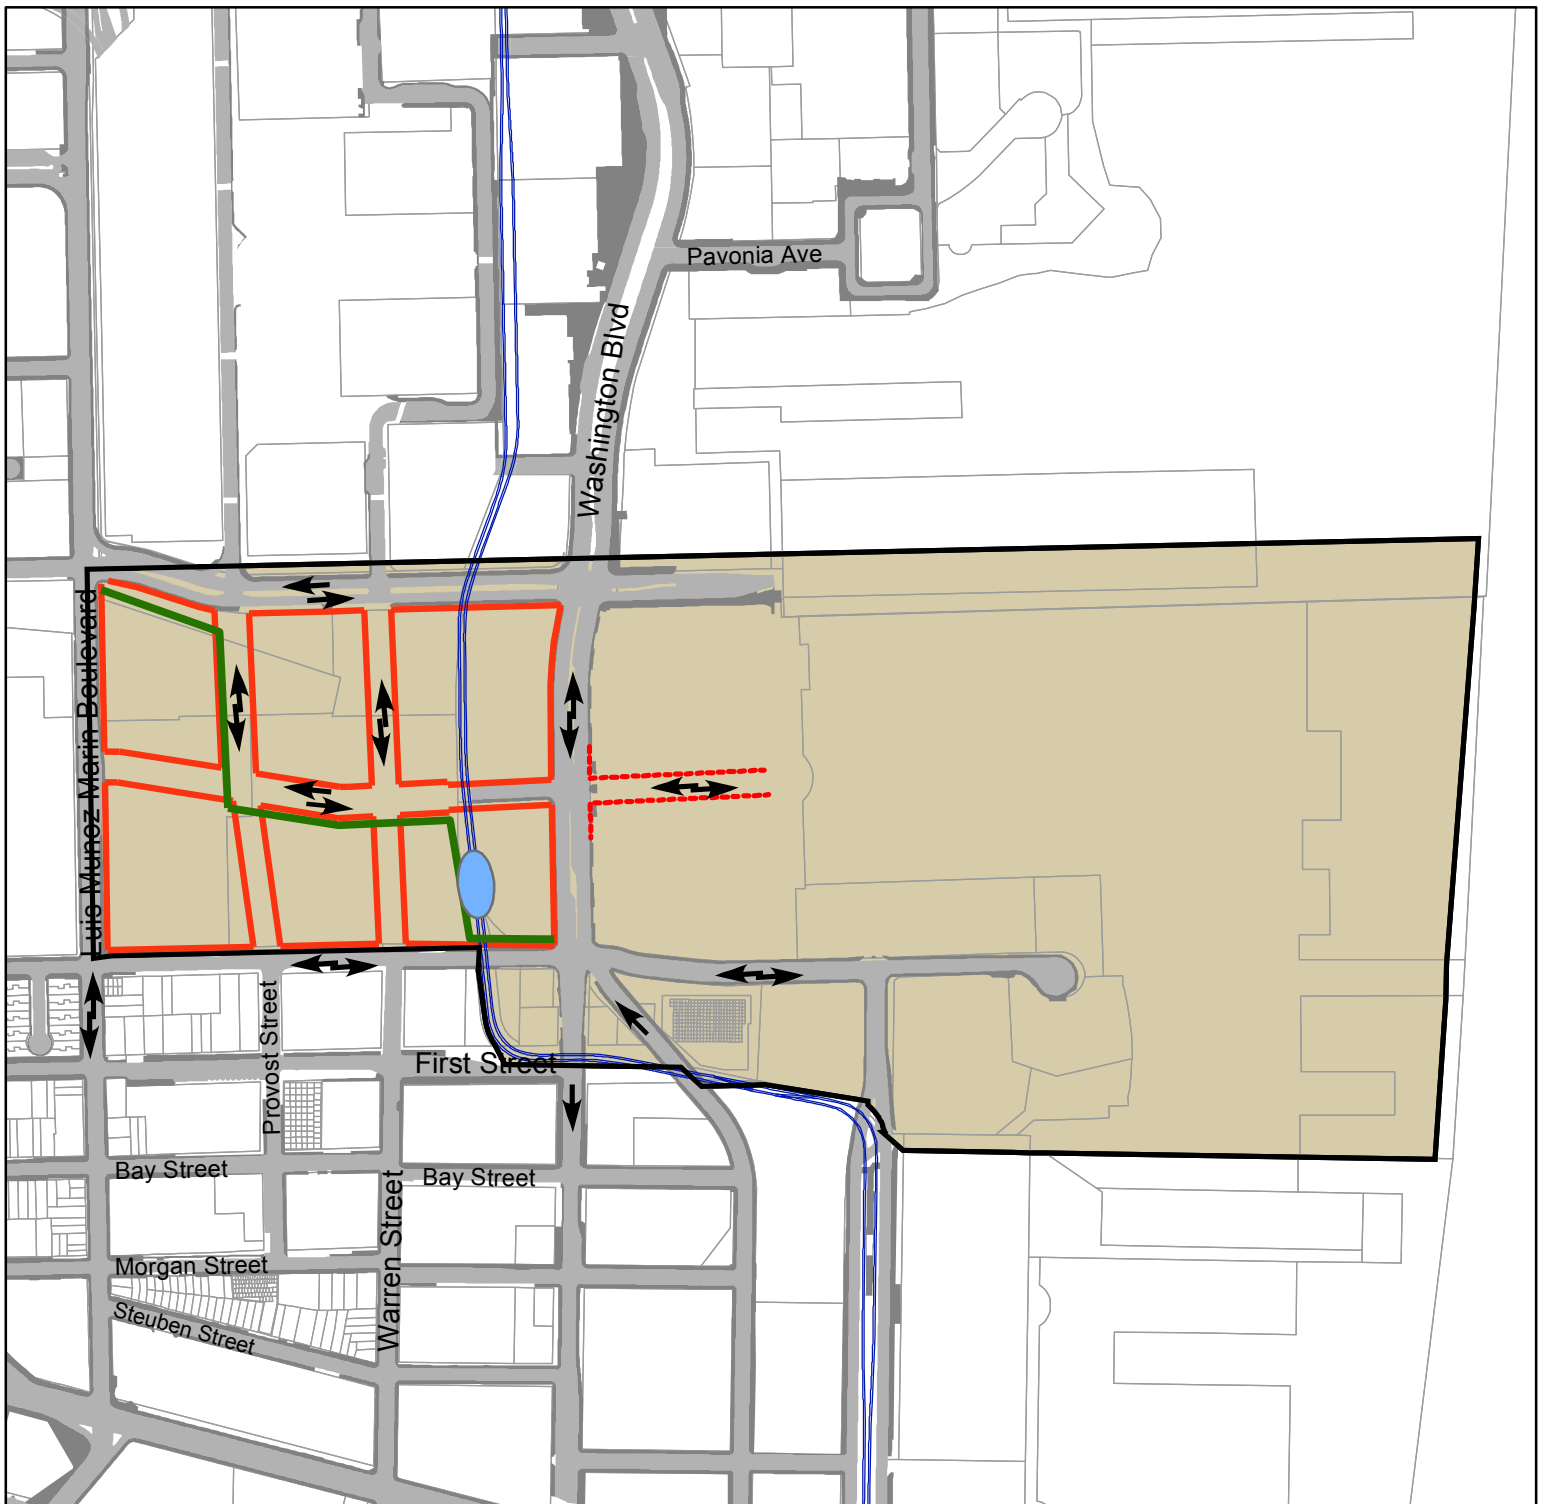 Pavonia Ave
Washington Blvd
Luis Munoz Marin Boulevard
Provost Street
First Street
Bay Street
Bay Street
Warren Street
Morgan Street
Steuben Street